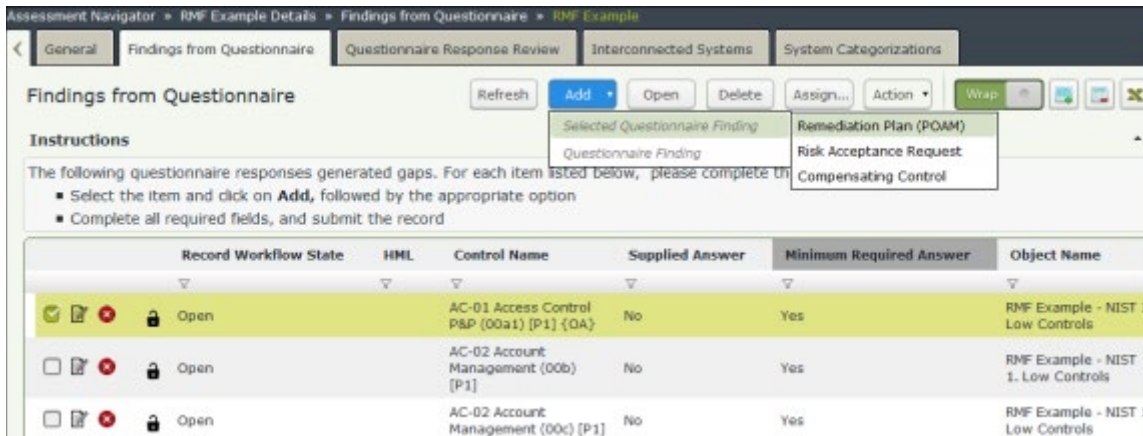 Assessment Navigator » RMF Example Details » Findings from Questionnaire » RMF Example
General Findings from Questionnaire Questionnaire Response Review Interconnected Systems System Categorizations
Findings from Questionnaire Refresh Add Open Delete Assign... Action Wrap
Selected Questionnaire Finding Remediation Plan (POAM)
Instructions
Questionnaire Finding Risk Acceptance Request
Compensating Control
The following questionnaire responses generated gaps. For each item listed below, please complete th
▪ Select the item and click on Add, followed by the appropriate option
▪ Complete all required fields, and submit the record
Record Workflow State HML Control Name Supplied Answer Minimum Required Answer Object Name
Open AC-01 Access Control No Yes RMF Example - NIST
P&P (00a1) [P1] {OA} Low Controls
AC-02 Account
Open Management (00b) No Yes RMF Example - NIST
[P1] 1. Low Controls
AC-02 Account RMF Example - NIST
Open Management (00c) [P1] No Yes Low Controls